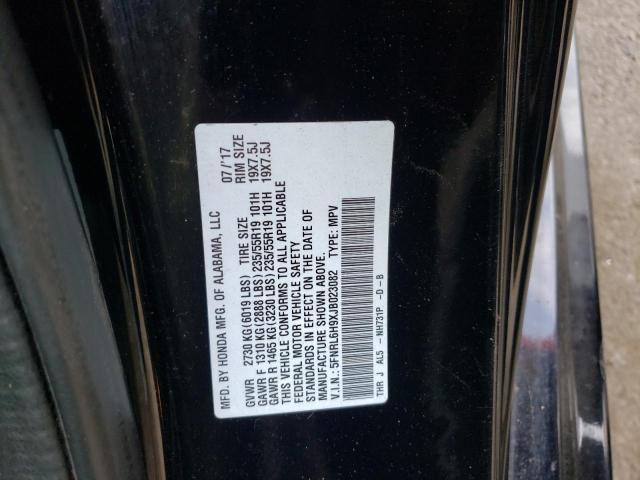 MFD. BY HONDA MFG. OF ALABAMA, LLC 07/'17
GVWR 2730 KG (6019 LBS) TIRE SIZE RIM SIZE
GAWR F 1310 KG (2888 LBS) 235/55R19 101H 19X7.5J
GAWR R 1465 KG (3230 LBS) 235/55R19 101H 19X7.5J
THIS VEHICLE CONFORMS TO ALL APPLICABLE
FEDERAL MOTOR VEHICLE SAFETY
STANDARDS IN EFFECT ON THE DATE OF
MANUFACTURE SHOWN ABOVE.
V.I.N.: 5FNRL6H9XJB023082 TYPE: MPV
THR J AL5 - NH731P -D -B